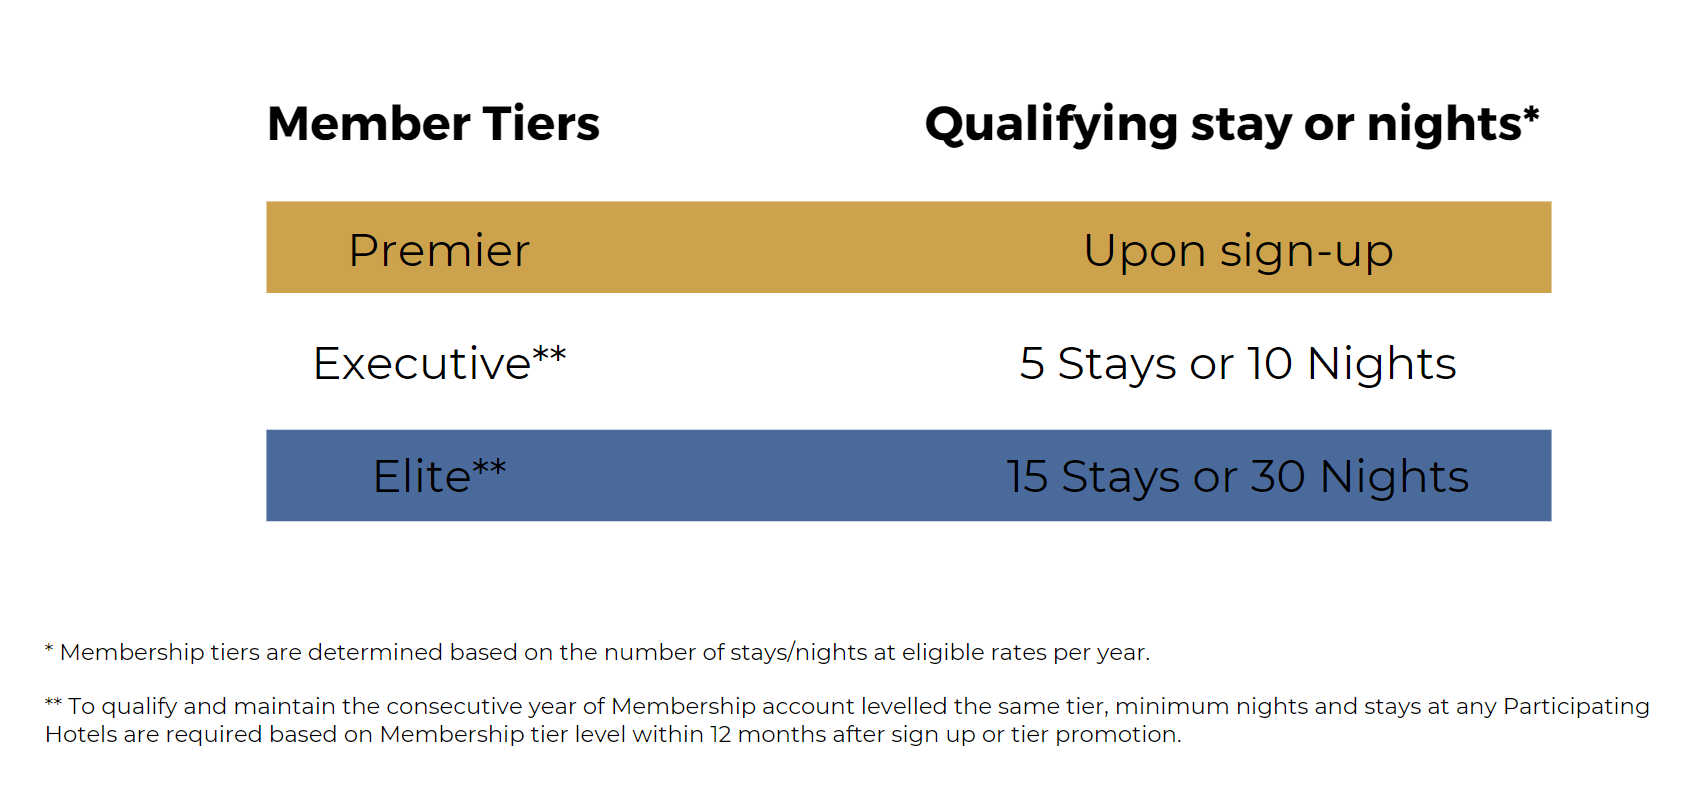 Member Tiers Qualifying stay or nights*
Premier Upon sign-up
Executive** 5 Stays or 10 Nights
Elite** 15 Stays or 30 Nights
* Membership tiers are determined based on the number of stays/nights at eligible rates per year.
** To qualify and maintain the consecutive year of Membership account levelled the same tier, minimum nights and stays at any Participating
Hotels are required based on Membership tier level within 12 months after sign up or tier promotion.